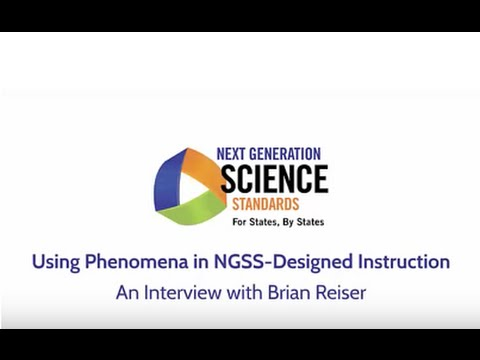 NEXT GENERATION
SCIENCE
STANDARDS
For States, By States
Using Phenomena in NGSS-Designed Instruction
An Interview with Brian Reiser